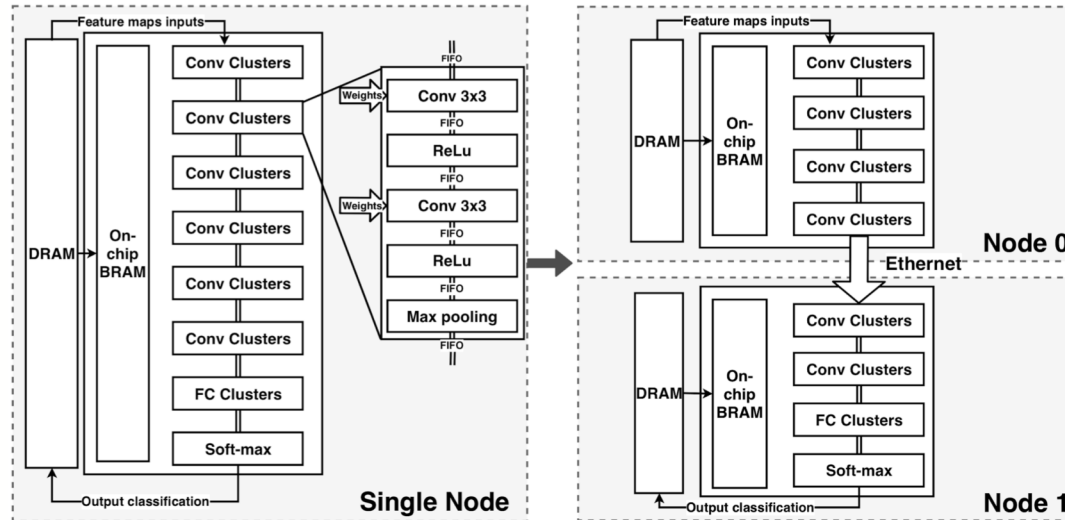 Feature maps inputs
DRAM
On-
chip
BRAM
Conv Clusters
Conv Clusters
Conv Clusters
Conv Clusters
Conv Clusters
Conv Clusters
FC Clusters
Soft-max
Output classification
FIFO
Weights
Conv 3x3
FIFO
ReLu
FIFO
Weights
Conv 3x3
FIFO
ReLu
FIFO
Max pooling
FIFO
Single Node
Feature maps inputs
DRAM
On-
chip
BRAM
Conv Clusters
Conv Clusters
Conv Clusters
Conv Clusters
Node 0
Ethernet
DRAM
On-
chip
BRAM
Conv Clusters
Conv Clusters
FC Clusters
Soft-max
Output classification
Node 1